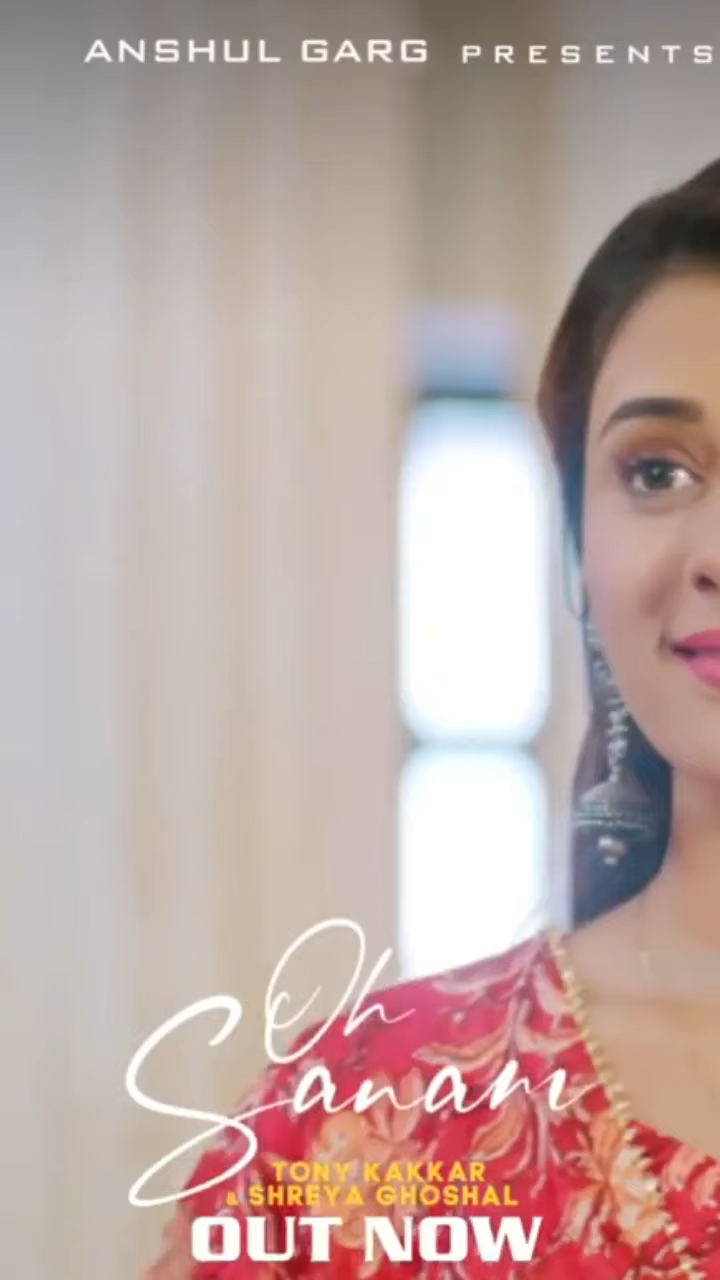 ANSHUL GARG PRESENTS
Oh
Sanam
TONY KAKKAR
& SHREYA GHOSHAL
OUT NOW